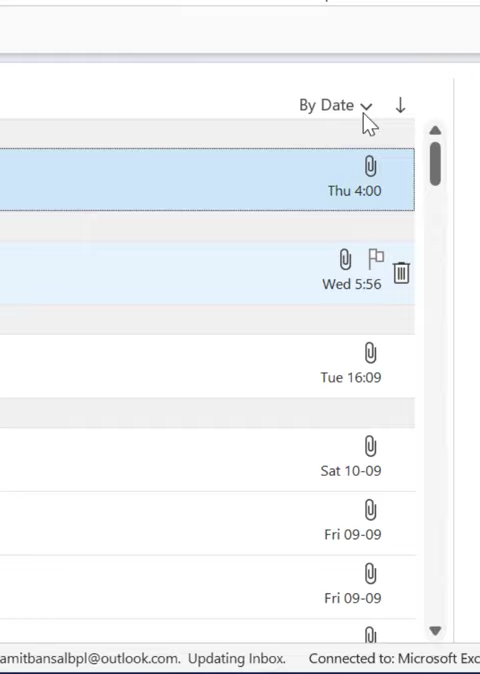 By Date
Thu 4:00
Wed 5:56
Tue 16:09
Sat 10-09
Fri 09-09
Fri 09-09
amitbansalbpl@outlook.com. Updating Inbox. Connected to: Microsoft Exc